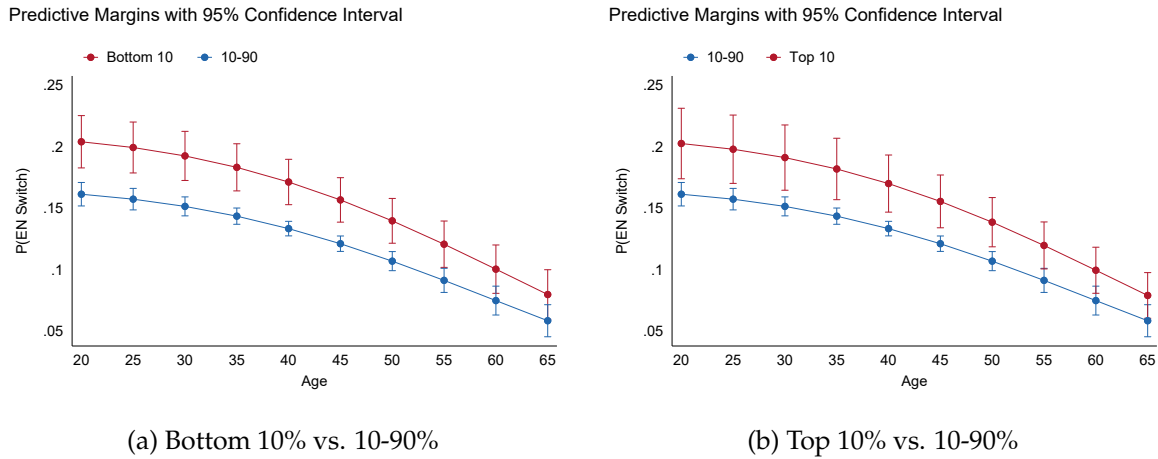 Predictive Margins with 95% Confidence Interval
Bottom 10 10-90
.25
.2
.15
.1
.05
P(EN Switch)
20 25 30 35 40 45 50 55 60 65
Age
(a) Bottom 10% vs. 10-90%
Predictive Margins with 95% Confidence Interval
10-90 Top 10
.25
.2
.15
.1
.05
P(EN Switch)
20 25 30 35 40 45 50 55 60 65
Age
(b) Top 10% vs. 10-90%